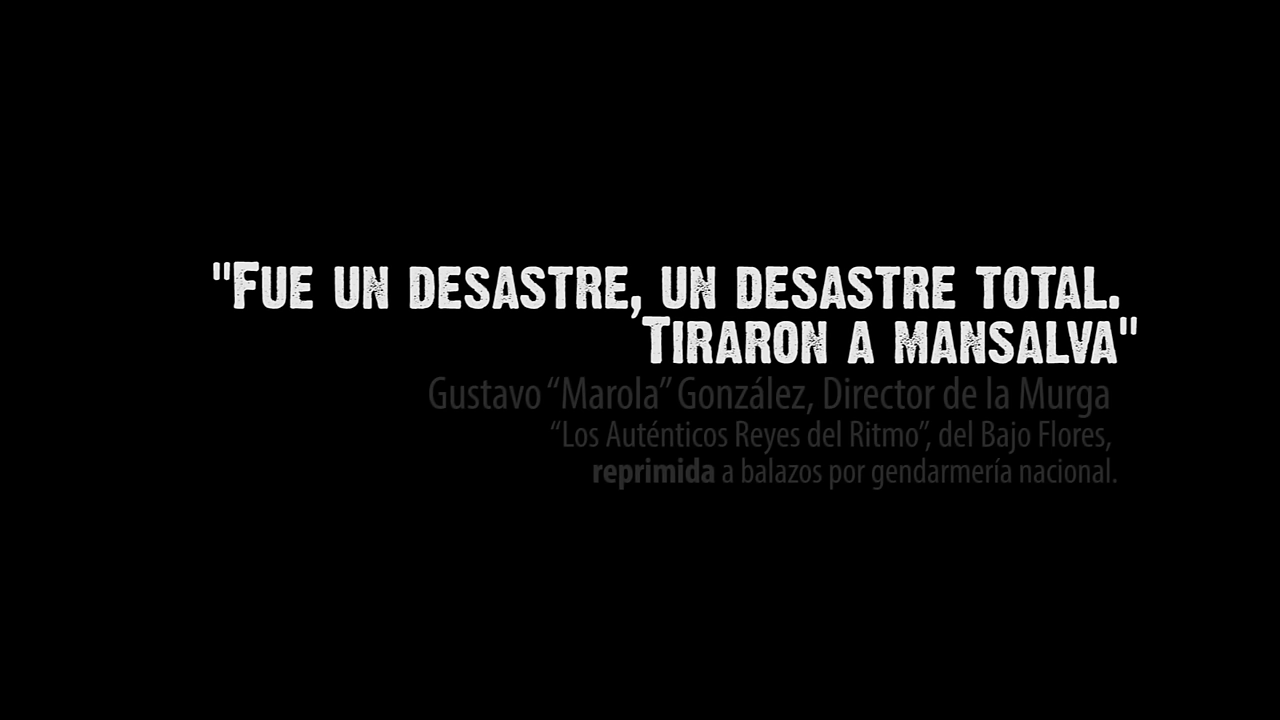 "Fue un desastre, un desastre total.
Tiraron a mansalva"
Gustavo “Marola” González, Director de la Murga
“Los Auténticos Reyes del Ritmo”, del Bajo Flores,
reprimida a balazos por gendarmería nacional.